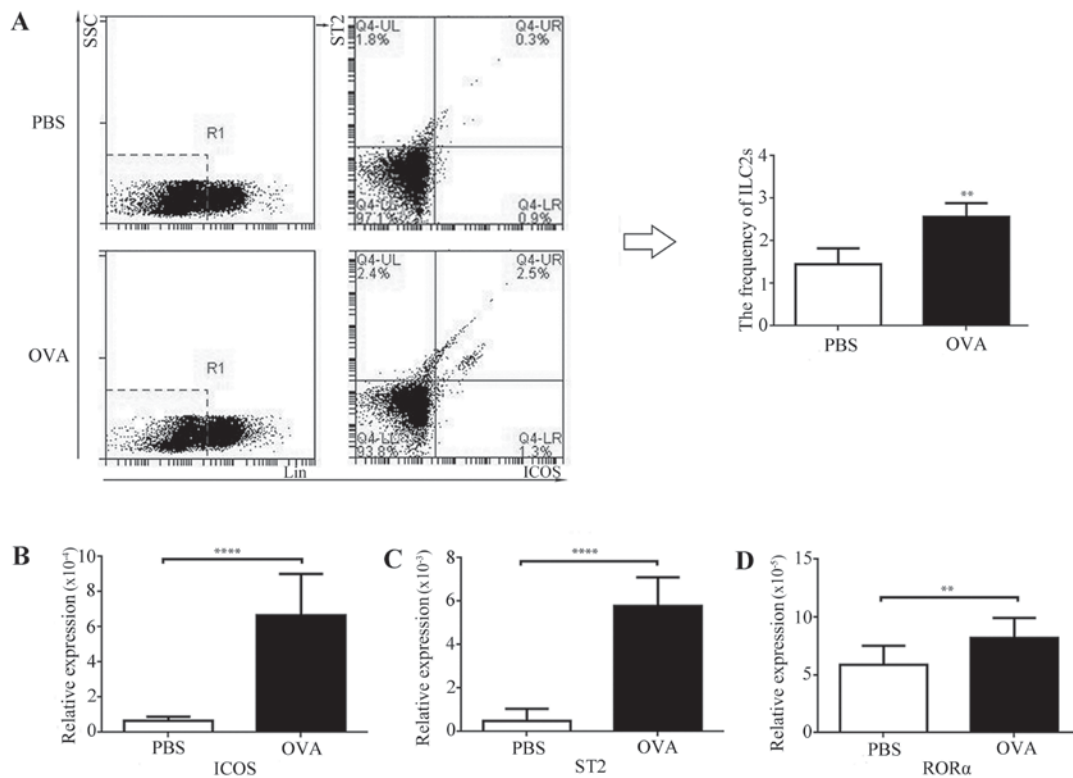 A
SSC
ST2
PBS
R1
Q4-UL
1.8%
Q4-UR
0.3%
97.1%
Q4-LR
0.9%
OVA
R1
Lin
Q4-UL
2.4%
Q4-UR
2.5%
93.8%
Q4-LR
1.3%
ICOS
The frequency of ILC2s
4
3
2
1
0
**
PBS
OVA
B
Relative expression (x10⁻⁴)
10
8
6
4
2
0
****
PBS
OVA
ICOS
C
Relative expression (x10⁻³)
8
6
4
2
0
****
PBS
OVA
ST2
D
Relative expression (x10⁻⁵)
15
10
5
0
**
PBS
OVA
RORα